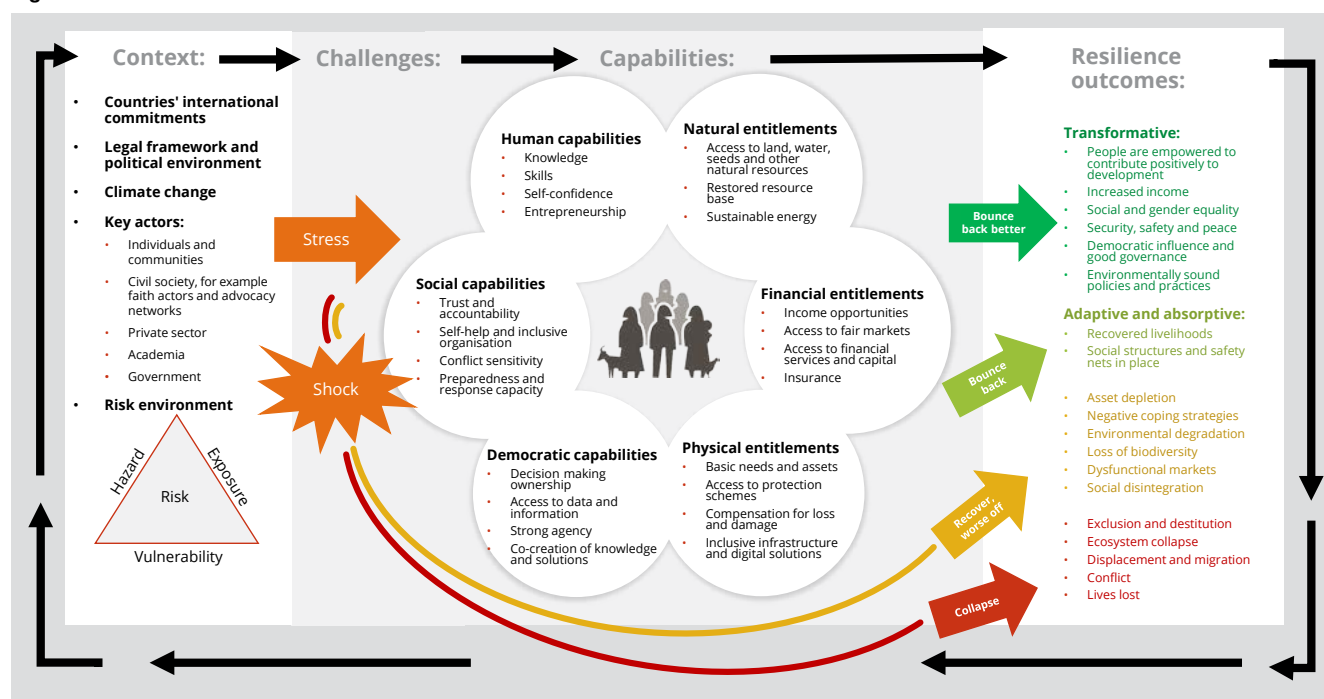 Context:
Challenges:
Capabilities:
Resilience
outcomes:
• Countries' international
commitments
• Legal framework and
political environment
• Climate change
• Key actors:
• Individuals and
communities
• Civil society, for example
faith actors and advocacy
networks
• Private sector
• Academia
• Government
• Risk environment
Hazard
Exposure
Risk
Vulnerability
Stress
Shock
Human capabilities
• Knowledge
• Skills
• Self-confidence
• Entrepreneurship
Natural entitlements
• Access to land, water,
seeds and other
natural resources
• Restored resource
base
• Sustainable energy
Social capabilities
• Trust and
accountability
• Self-help and inclusive
organisation
• Conflict sensitivity
• Preparedness and
response capacity
Financial entitlements
• Income opportunities
• Access to fair markets
• Access to financial
services and capital
• Insurance
Democratic capabilities
• Decision making
ownership
• Access to data and
information
• Strong agency
• Co-creation of knowledge
and solutions
Physical entitlements
• Basic needs and assets
• Access to protection
schemes
• Compensation for loss
and damage
• Inclusive infrastructure
and digital solutions
Bounce
back better
Bounce
back
Recover,
worse off
Collapse
Transformative:
• People are empowered to
contribute positively to
development
• Increased income
• Social and gender equality
• Security, safety and peace
• Democratic influence and
good governance
• Environmentally sound
policies and practices
Adaptive and absorptive:
• Recovered livelihoods
• Social structures and safety
nets in place
• Asset depletion
• Negative coping strategies
• Environmental degradation
• Loss of biodiversity
• Dysfunctional markets
• Social disintegration
• Exclusion and destitution
• Ecosystem collapse
• Displacement and migration
• Conflict
• Lives lost